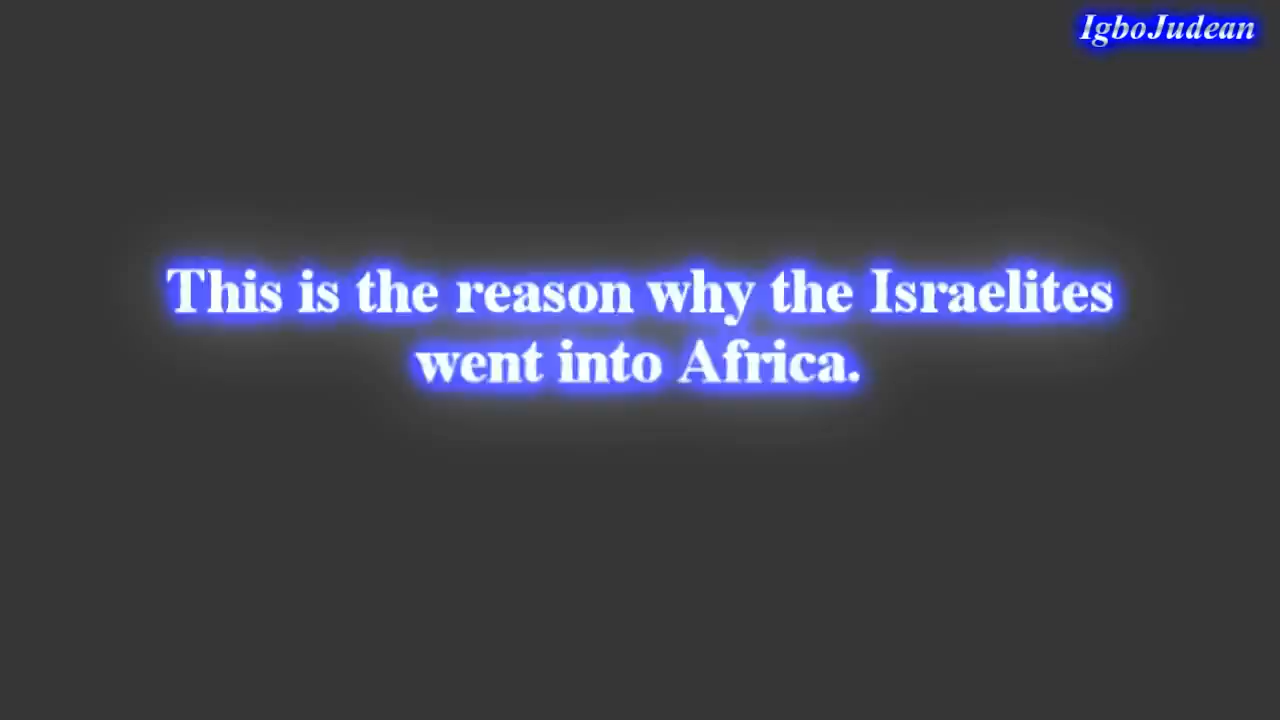 IgboJudean
This is the reason why the Israelites
went into Africa.